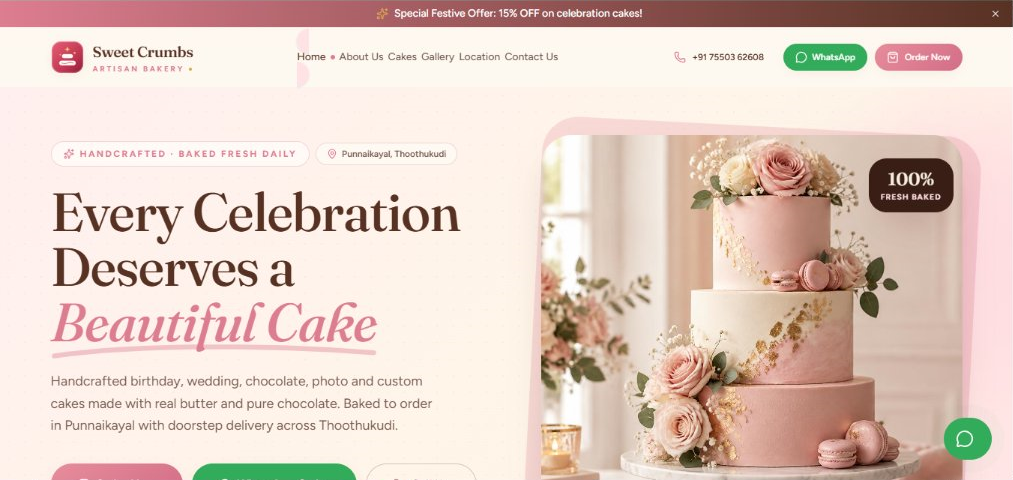 Special Festive Offer: 15% OFF on celebration cakes!
Sweet Crumbs
ARTISAN BAKERY
Home About Us Cakes Gallery Location Contact Us
+91 75503 62608
WhatsApp
Order Now
HANDCRAFTED · BAKED FRESH DAILY
Punnaikayal, Thoothukudi
Every Celebration
Deserves a
Beautiful Cake
Handcrafted birthday, wedding, chocolate, photo and custom
cakes made with real butter and pure chocolate. Baked to order
in Punnaikayal with doorstep delivery across Thoothukudi.
100%
FRESH BAKED